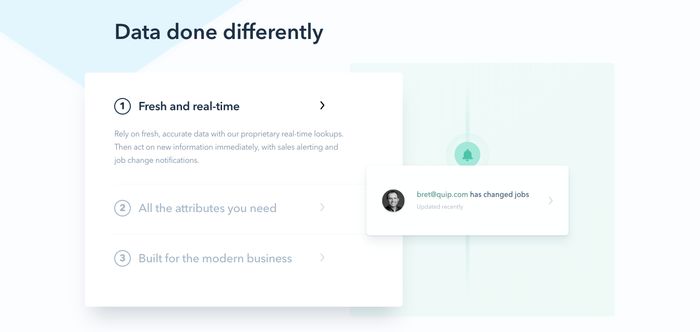 Data done differently
1 Fresh and real-time
Rely on fresh, accurate data with our proprietary real-time lookups.
Then act on new information immediately, with sales alerting and
job change notifications.
2 All the attributes you need
3 Built for the modern business
bret@quip.com has changed jobs
Updated recently